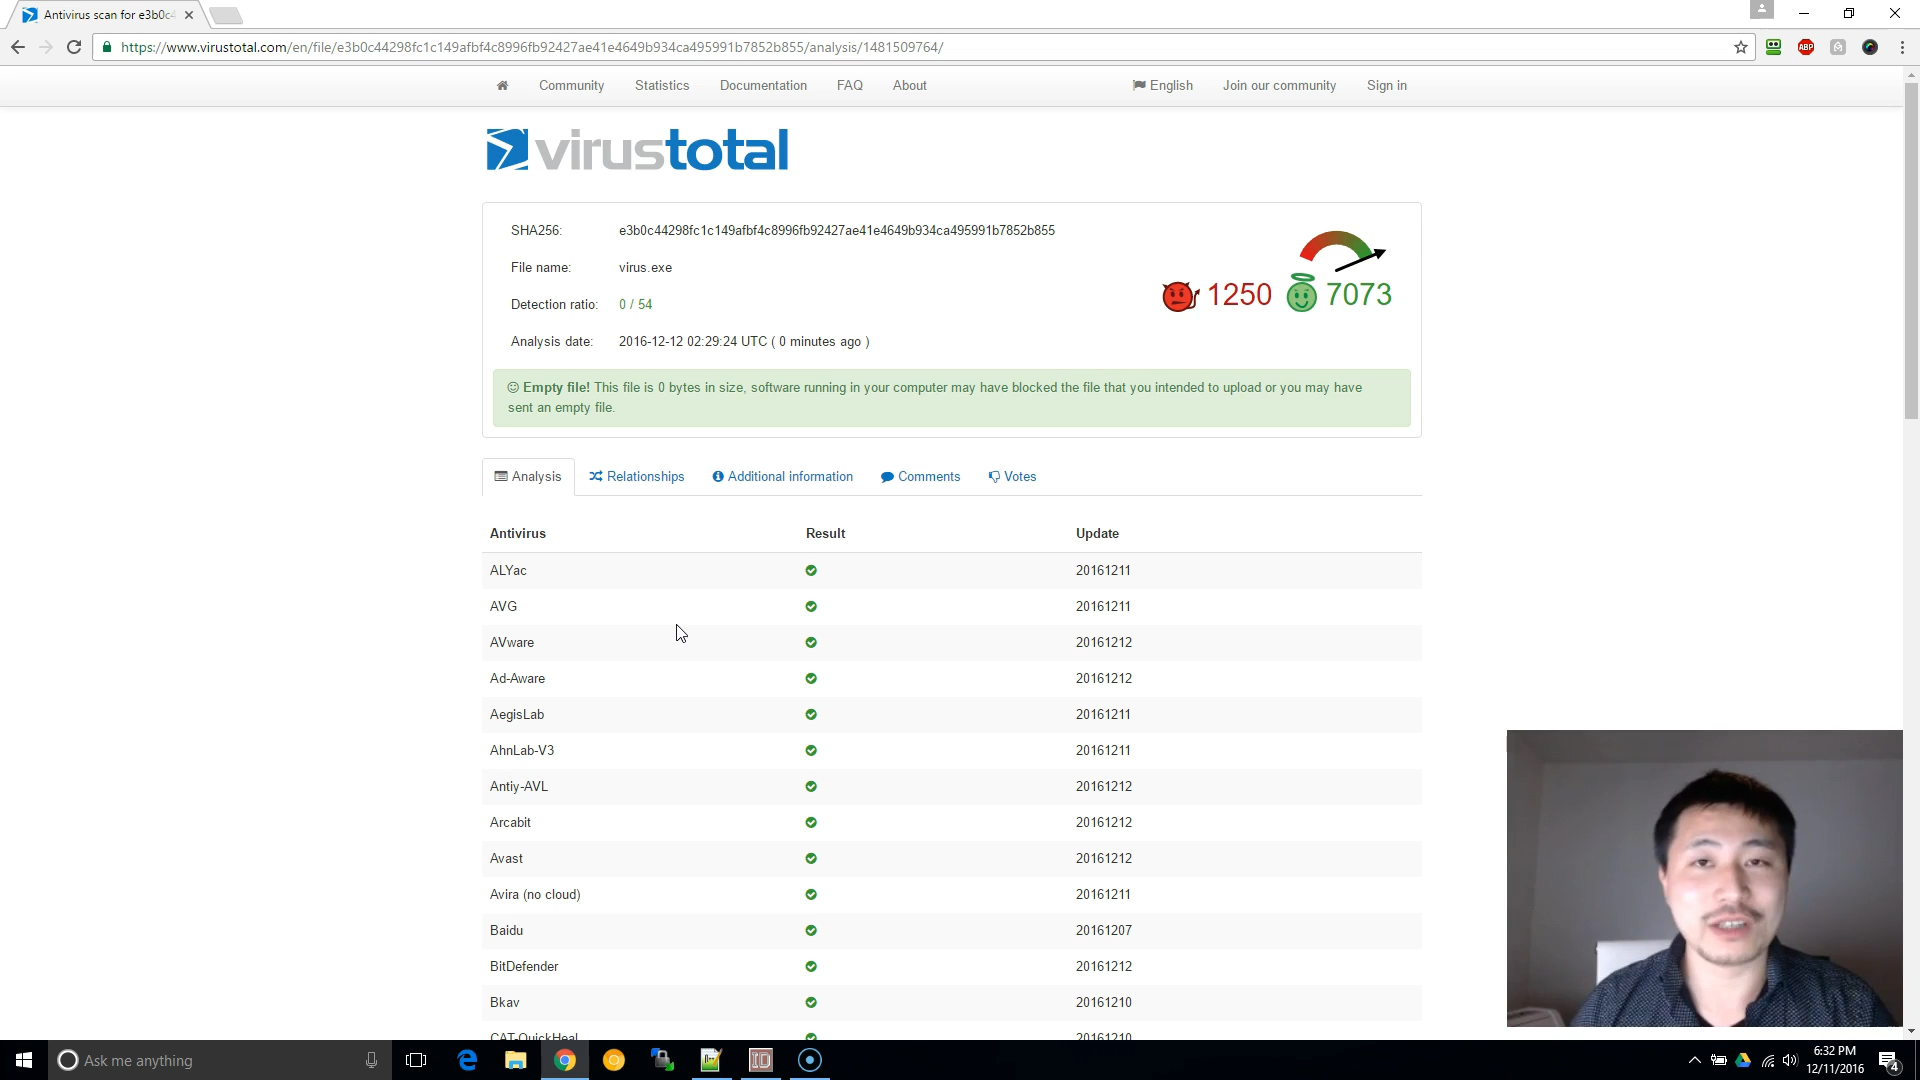 Antivirus scan for e3b0c4
https://www.virustotal.com/en/file/e3b0c44298fc1c149afbf4c8996fb92427ae41e4649b934ca495991b7852b855/analysis/1481509764/
ABP
Community Statistics Documentation FAQ About English Join our community Sign in
virustotal
SHA256: e3b0c44298fc1c149afbf4c8996fb92427ae41e4649b934ca495991b7852b855
File name: virus.exe
Detection ratio: 0 / 54
1250 7073
Analysis date: 2016-12-12 02:29:24 UTC ( 0 minutes ago )
Empty file! This file is 0 bytes in size, software running in your computer may have blocked the file that you intended to upload or you may have
sent an empty file.
Analysis Relationships Additional information Comments Votes
Antivirus Result Update
ALYac 20161211
AVG 20161211
AVware 20161212
Ad-Aware 20161212
AegisLab 20161211
AhnLab-V3 20161211
Antiy-AVL 20161212
Arcabit 20161212
Avast 20161212
Avira (no cloud) 20161211
Baidu 20161207
BitDefender 20161212
Bkav 20161210
CAT-QuickHeal 20161210
Ask me anything
6:32 PM
12/11/2016
4